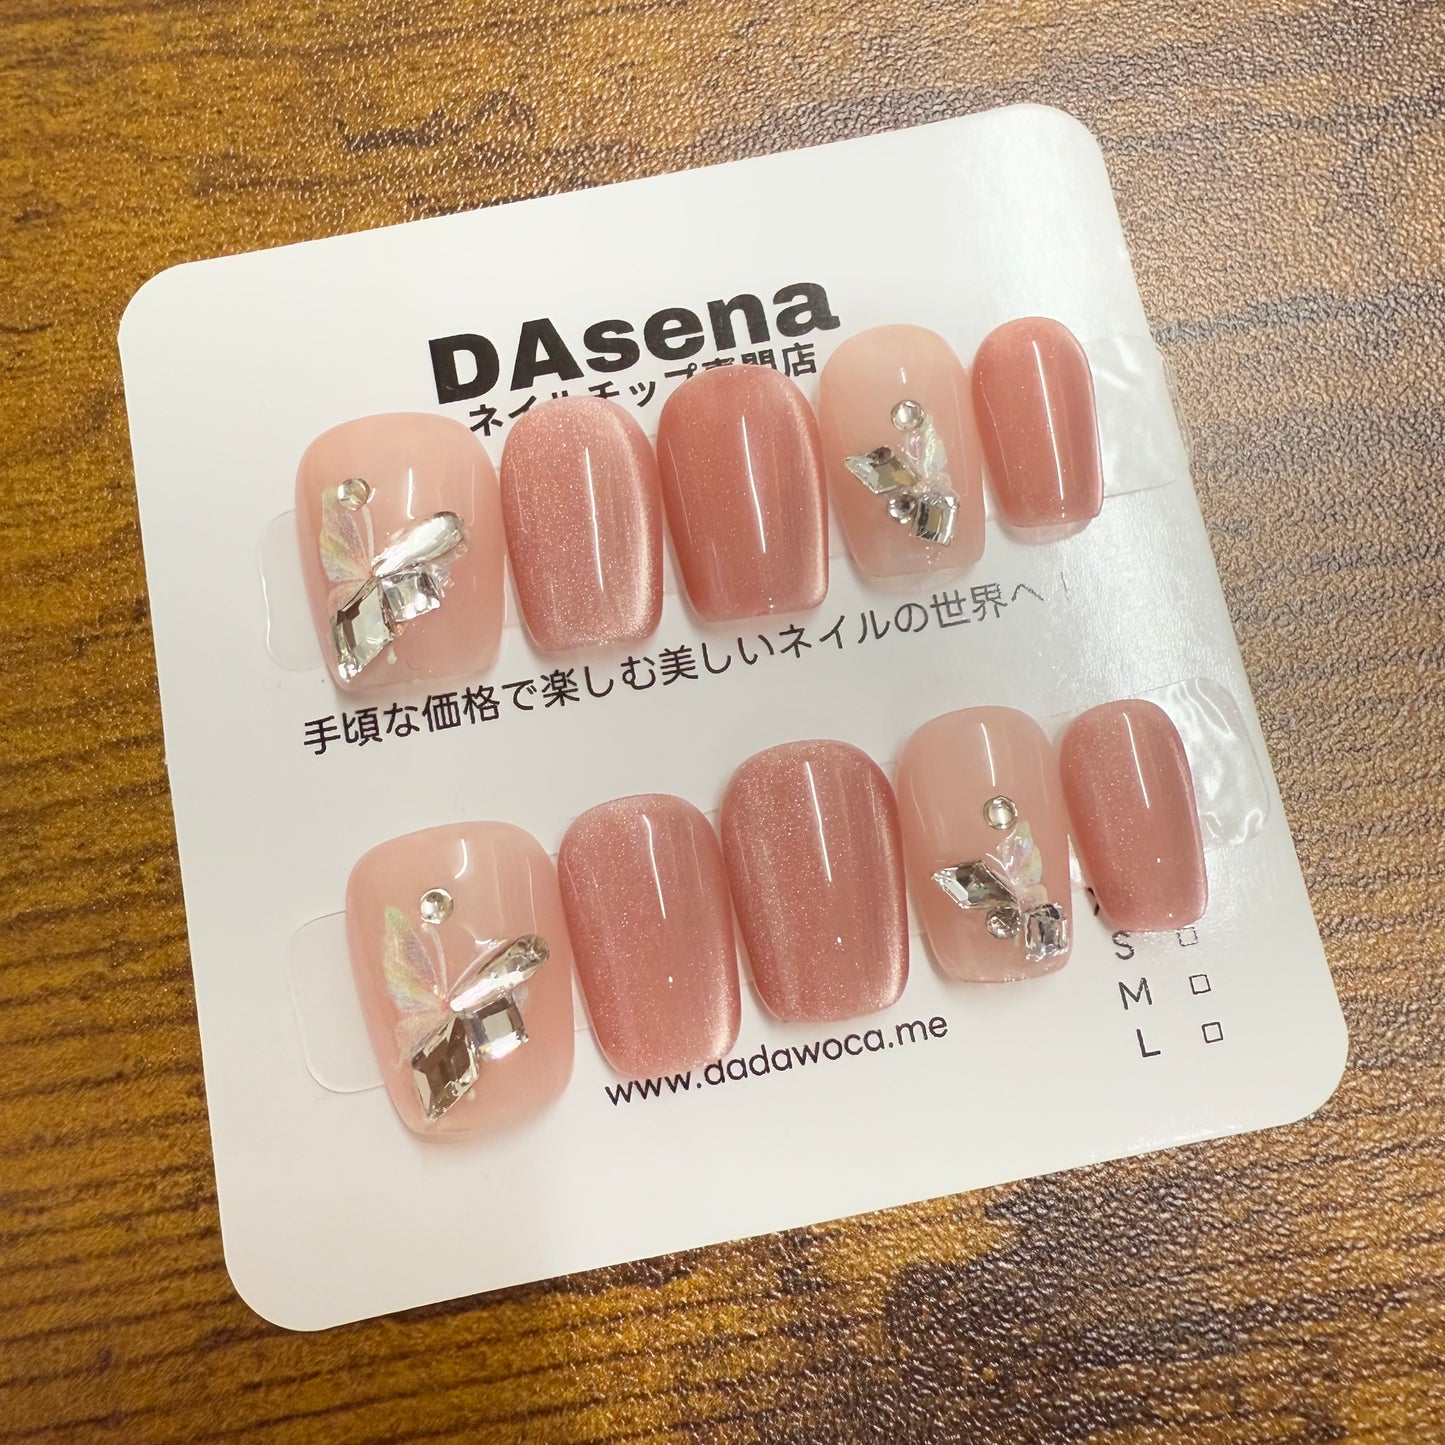 DAsena
ネイルチップ専門店
手頃な価格で楽しむ美しいネイルの世界へ！
S □
M □
L □
www.dadawoca.me